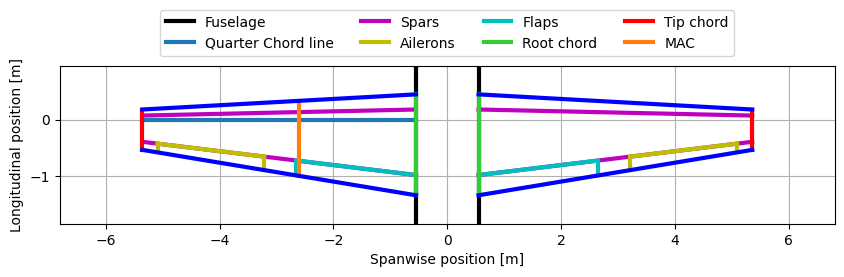 Fuselage Spars Flaps Tip chord
Quarter Chord line Ailerons Root chord MAC
Longitudinal position [m]
0
−1
−6 −4 −2 0 2 4 6
Spanwise position [m]